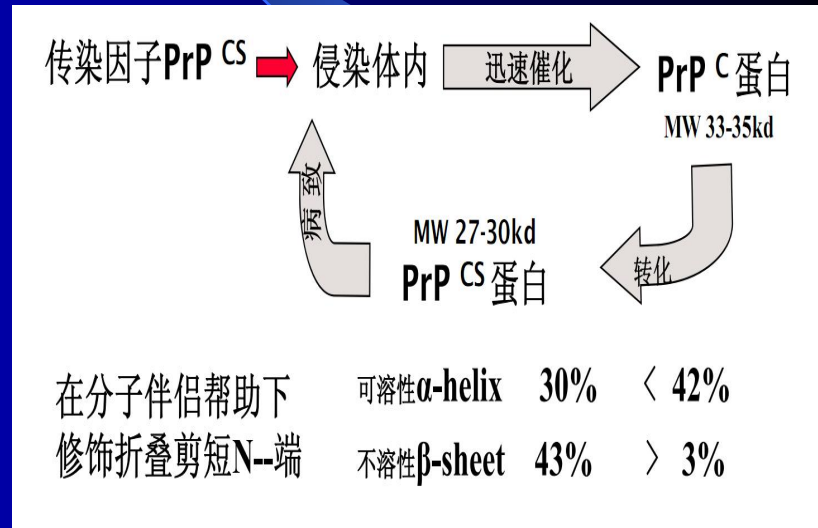 传染因子PrP CS 侵染体内 迅速催化 PrP C 蛋白
MW 33-35kd
致病
转化
MW 27-30kd
PrP CS 蛋白
在分子伴侣帮助下
修饰折叠剪短N--端
可溶性α-helix 30% 〈 42%
不溶性β-sheet 43% 〉 3%